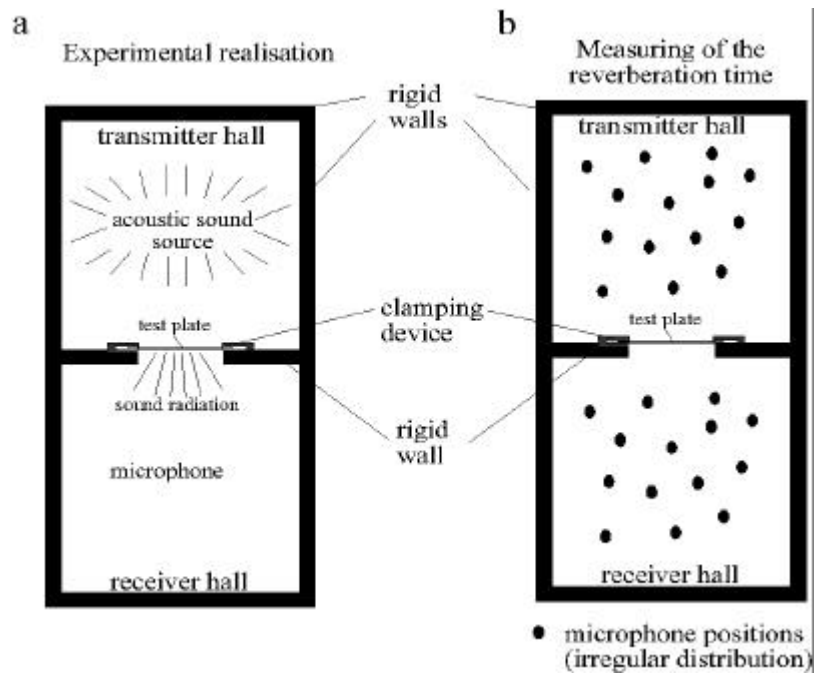 a
Experimental realisation
transmitter hall
acoustic sound
source
test plate
sound radiation
microphone
receiver hall
rigid
walls
clamping
device
rigid
wall
b
Measuring of the
reverberation time
transmitter hall
test plate
receiver hall
microphone positions
(irregular distribution)